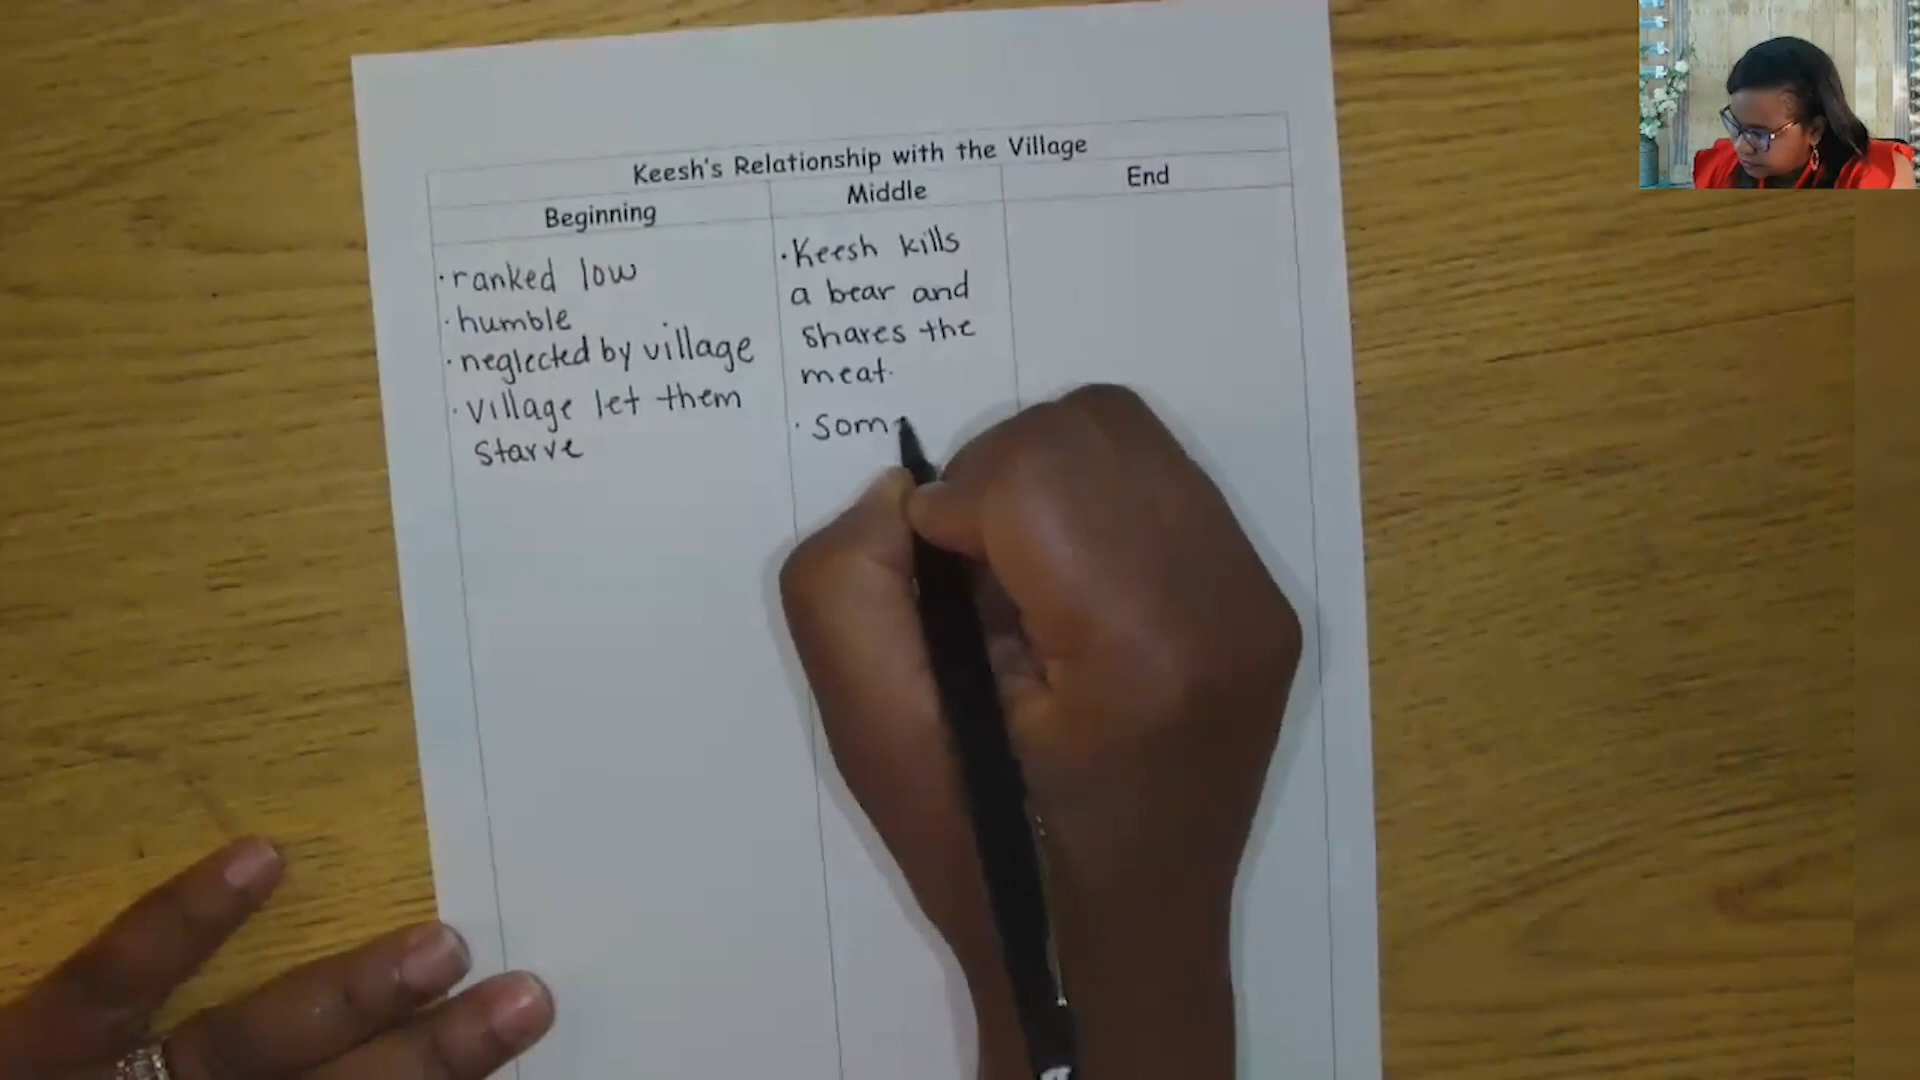 Keesh's Relationship with the Village
Beginning
Middle
End
·ranked low
·humble
·neglected by village
·village let them
starve
·Keesh kills
a bear and
shares the
meat.
·som